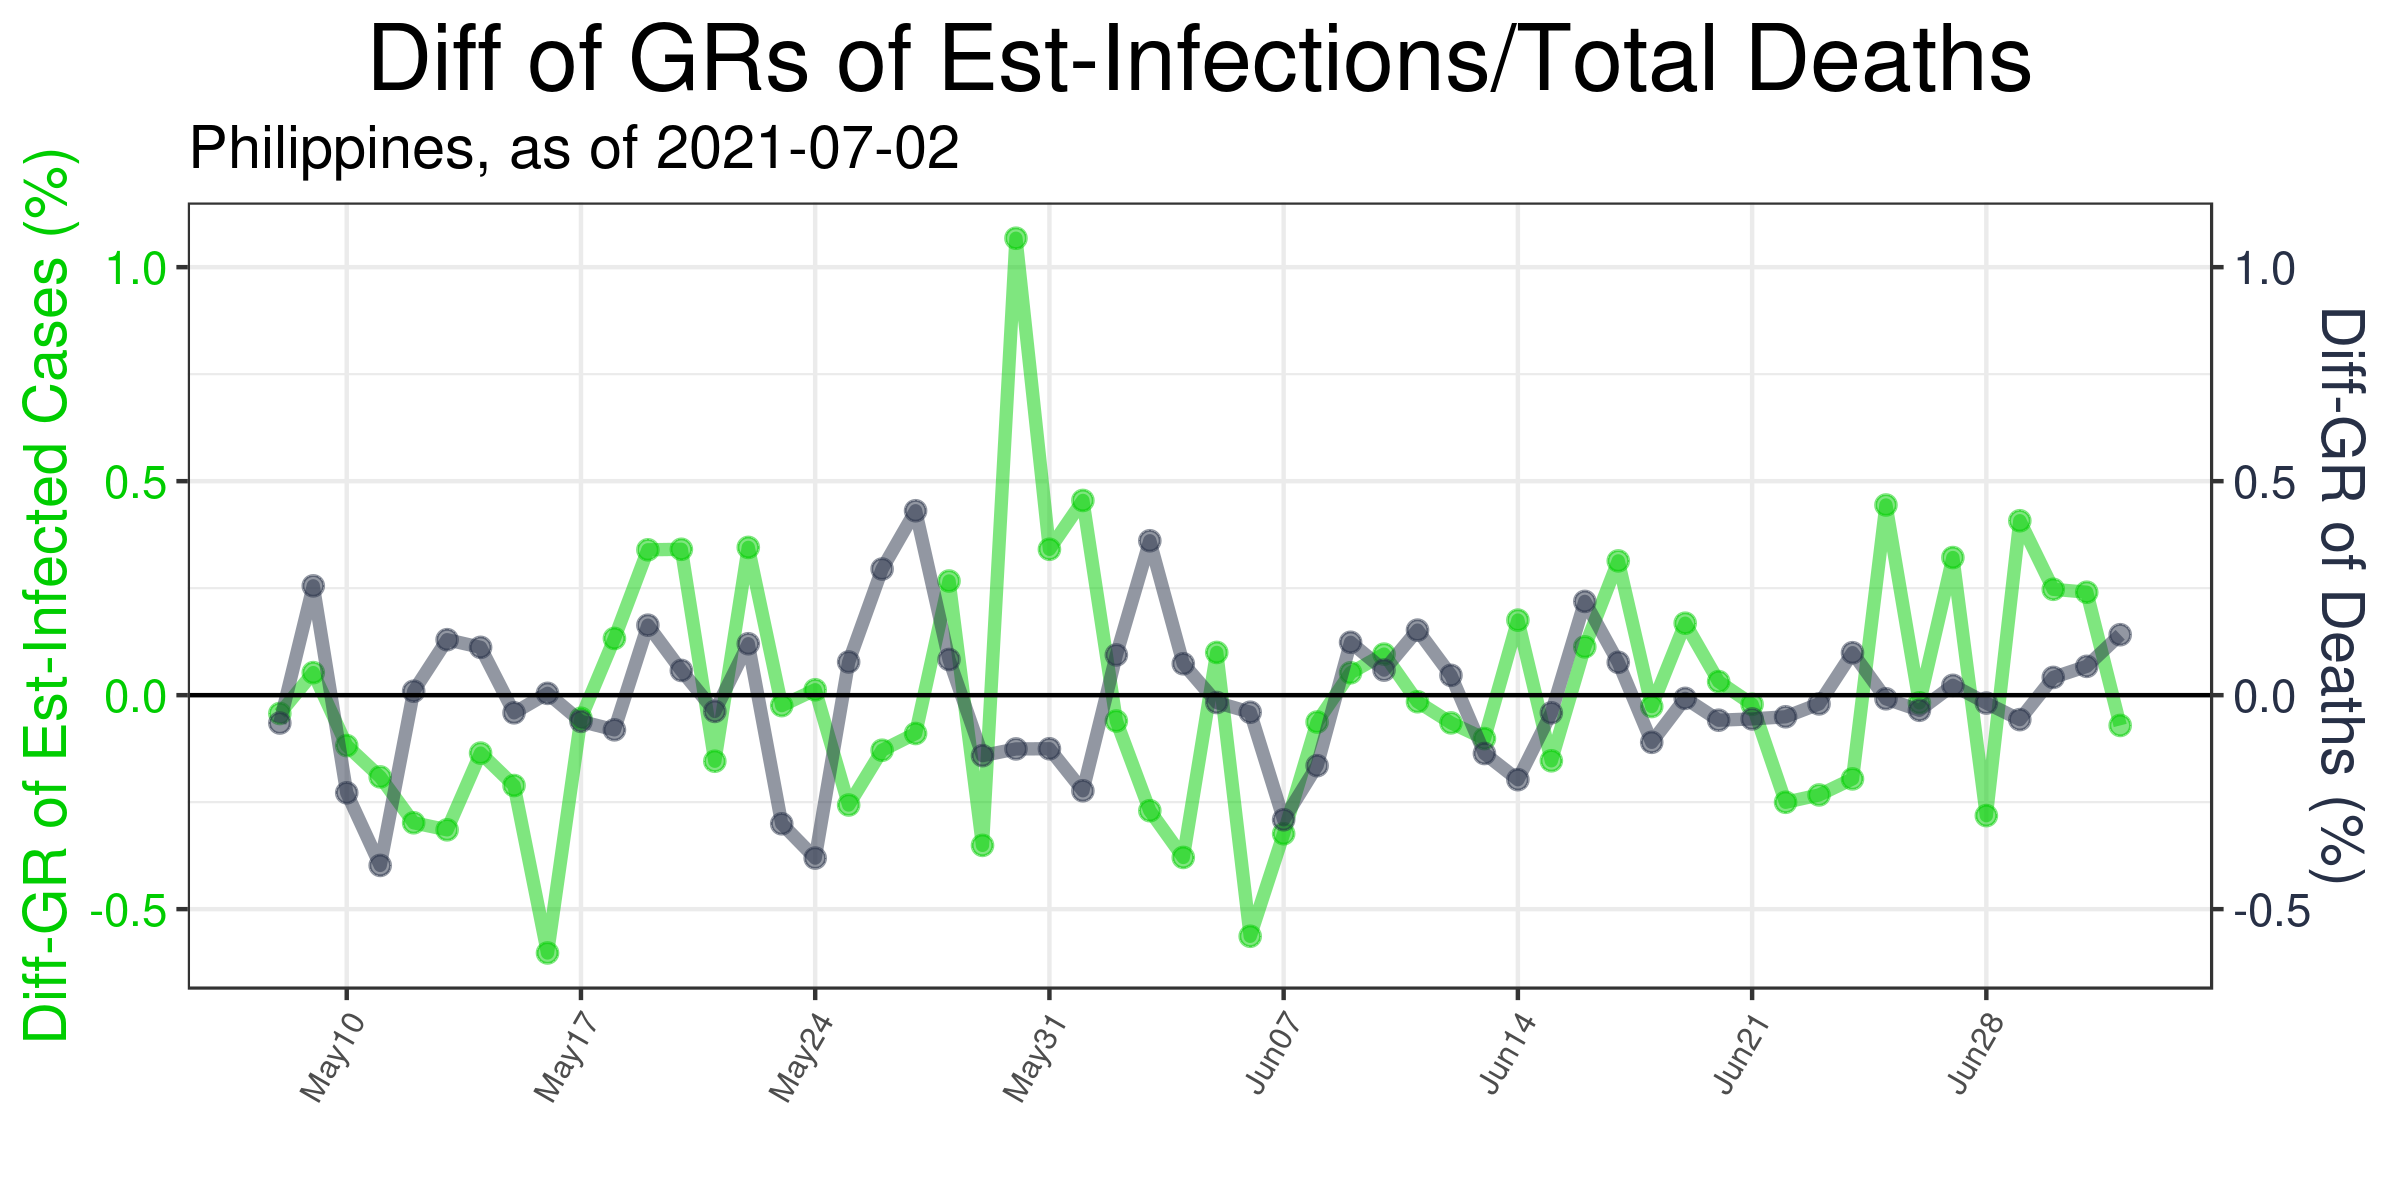 Diff of GRs of Est-Infections/Total Deaths
Philippines, as of 2021-07-02
Diff-GR of Est-Infected Cases (%)
1.0
0.5
0.0
-0.5
1.0
0.5
0.0
-0.5
Diff-GR of Deaths (%)
May10
May17
May24
May31
Jun07
Jun14
Jun21
Jun28